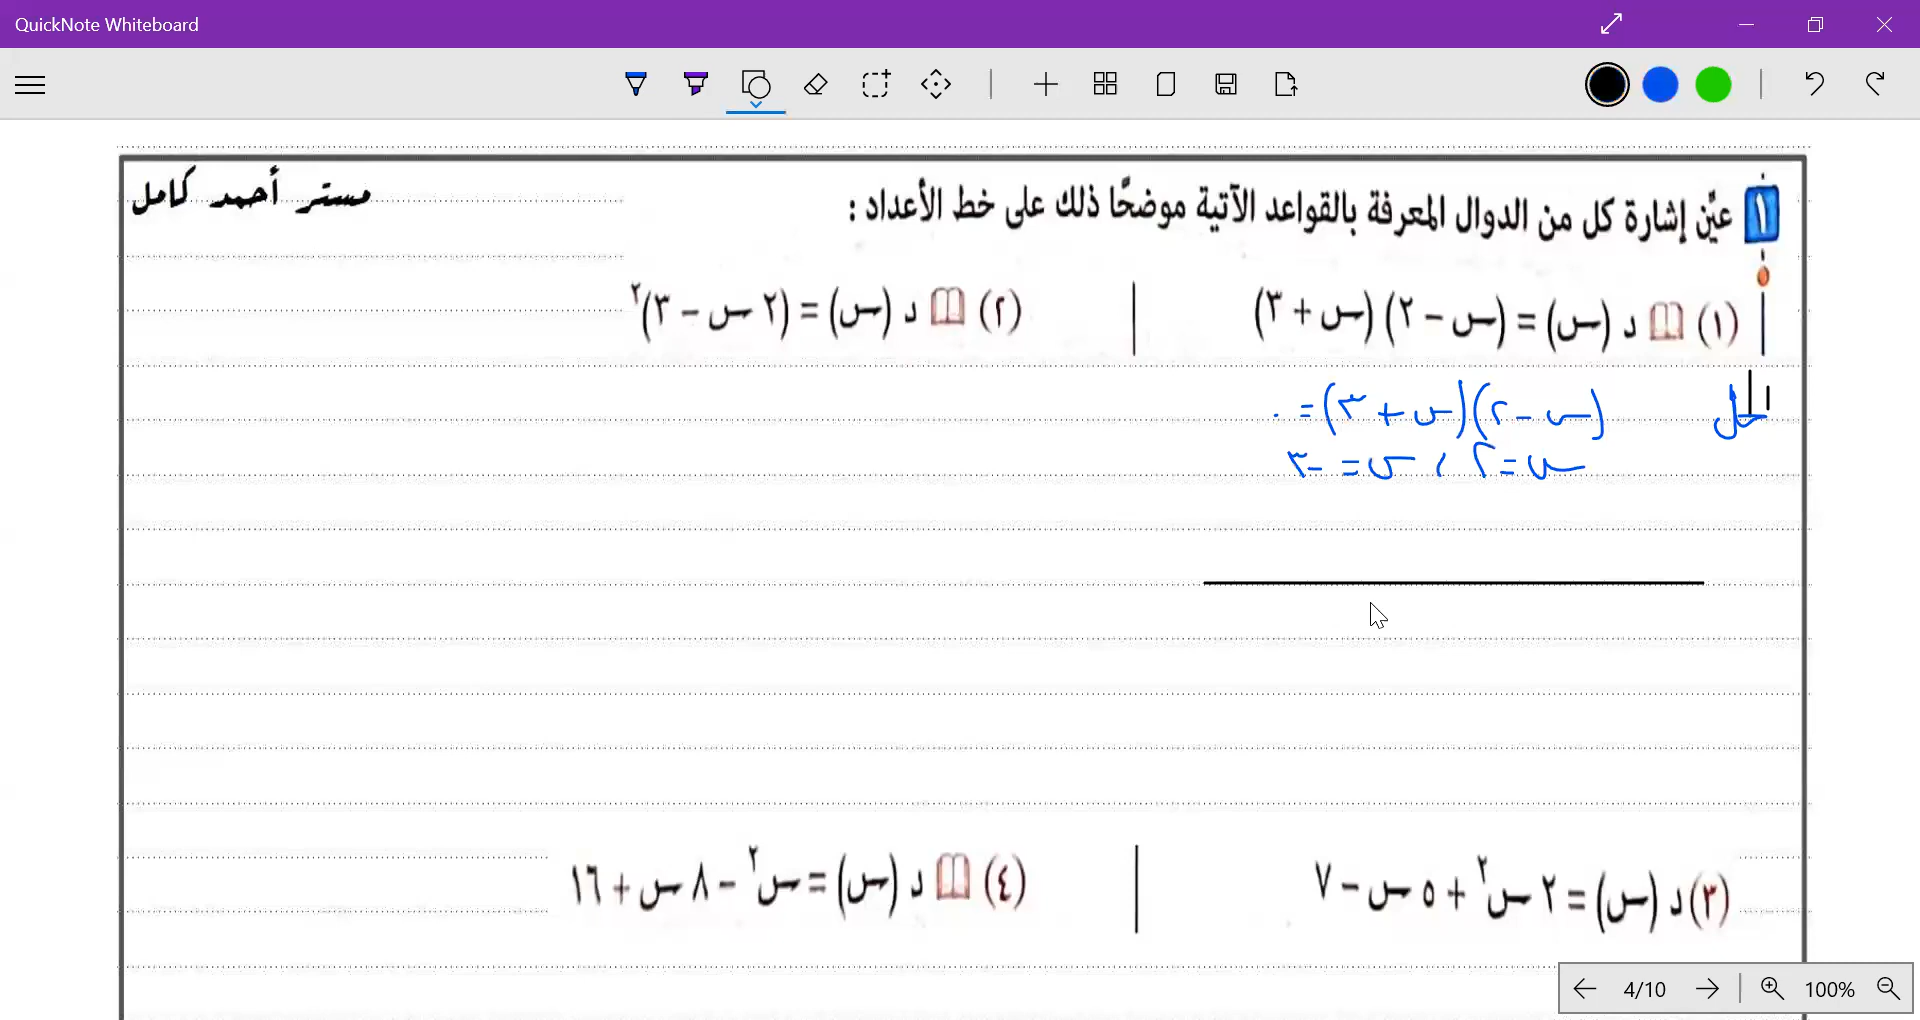 QuickNote Whiteboard
مستر أحمد كامل
١ عيِّن إشارة كل من الدوال المعرفة بالقواعد الآتية موضحًا ذلك على خط الأعداد :
(١) د (س) = (س - ٢) (س + ٣)
(٢) د (س) = (٢ س - ٣)٢
الحل
(س - ٢)(س + ٣) = ٠
س = ٢ ، س = -٣
(٣) د (س) = ٢ س٢ + ٥ س - ٧
(٤) د (س) = س٢ - ٨ س + ١٦
4/10
100%